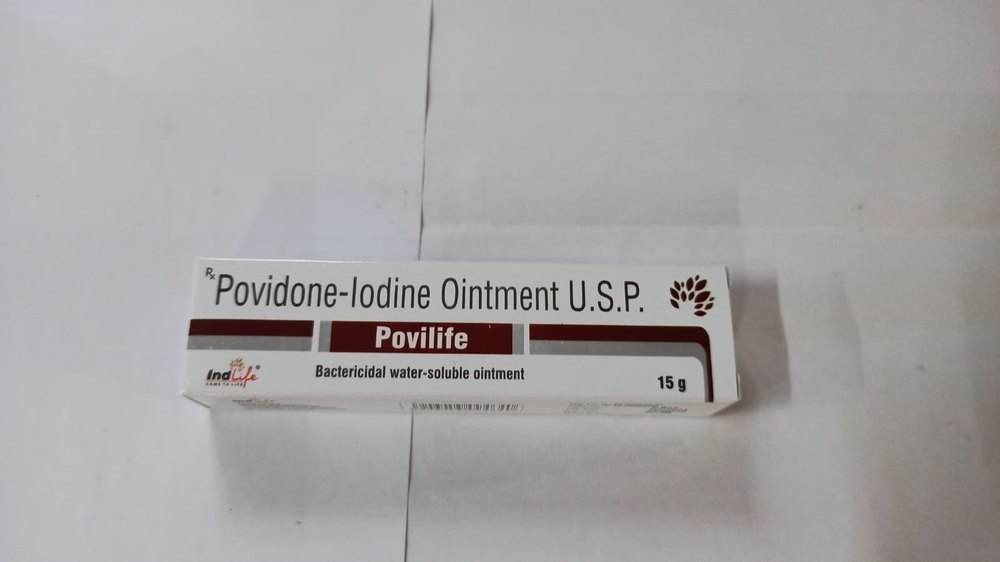 Rx Povidone-Iodine Ointment U.S.P.
Povilife
IndLife®
Bactericidal water-soluble ointment
15 g